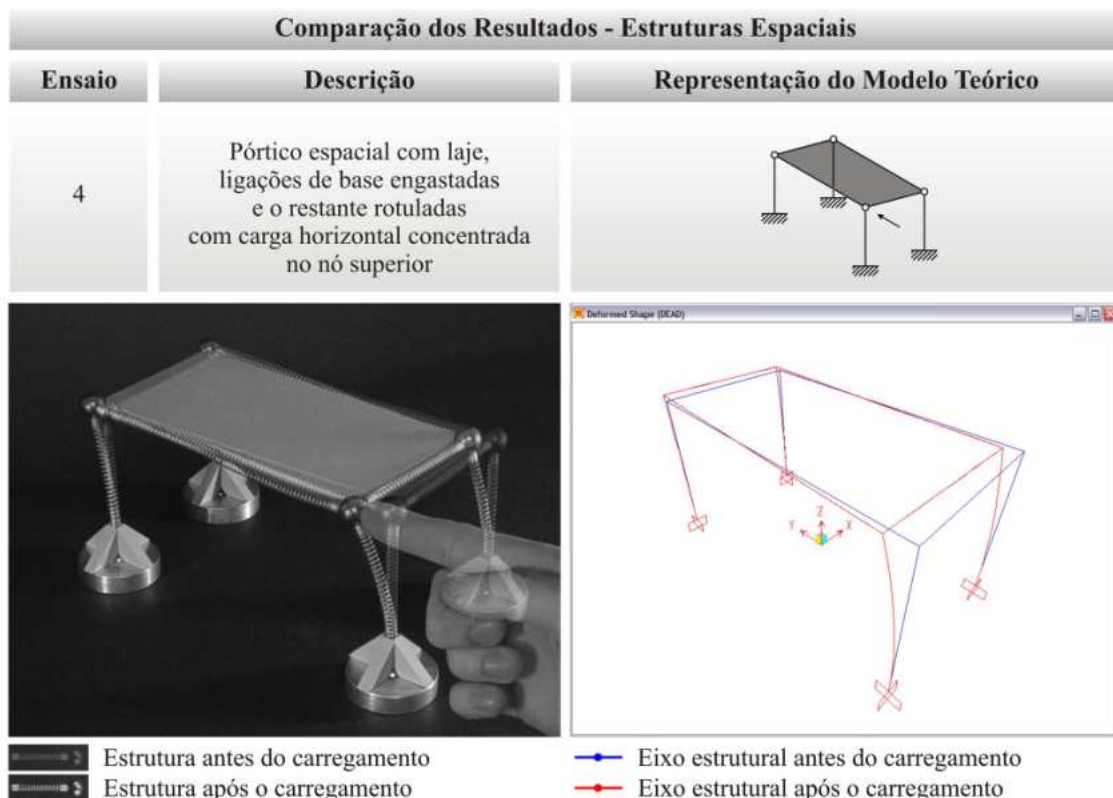 Comparação dos Resultados - Estruturas Espaciais
Ensaio
Descrição
Representação do Modelo Teórico
4
Pórtico espacial com laje,
ligações de base engastadas
e o restante rotuladas
com carga horizontal concentrada
no nó superior
Deformed Shape (DEAD)
Z
Y
X
Estrutura antes do carregamento
Estrutura após o carregamento
Eixo estrutural antes do carregamento
Eixo estrutural após o carregamento